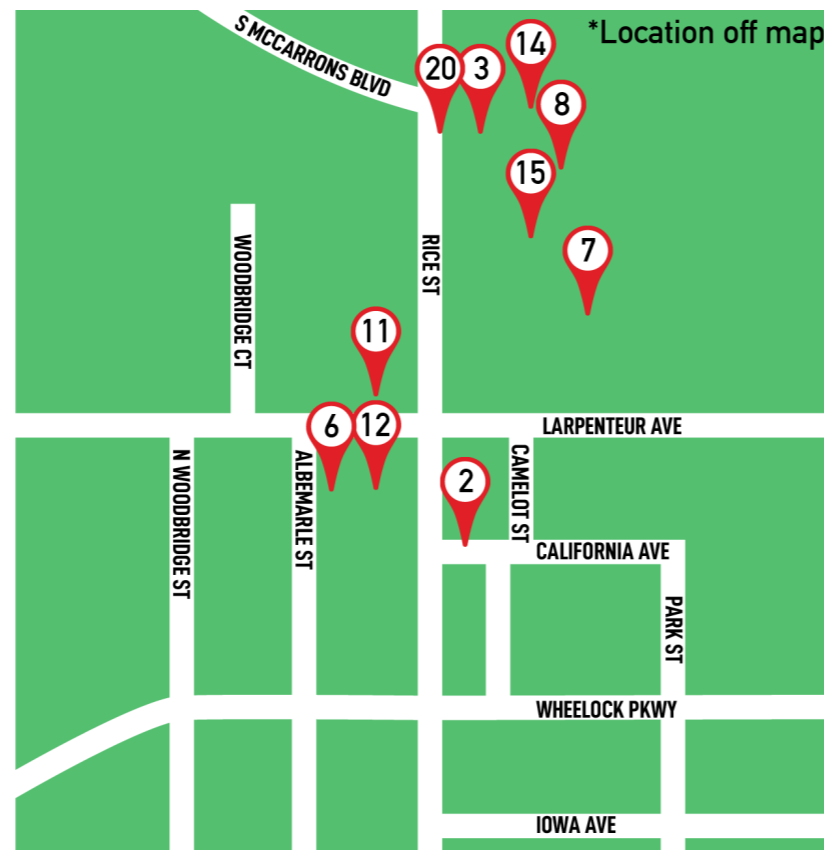 *Location off map
S MCCARRONS BLVD
14
20
3
8
15
7
RICE ST
WOODBRIDGE CT
11
6
12
LARPENTEUR AVE
2
CAMELOT ST
N WOODBRIDGE ST
ALBEMARLE ST
CALIFORNIA AVE
PARK ST
WHEELOCK PKWY
IOWA AVE